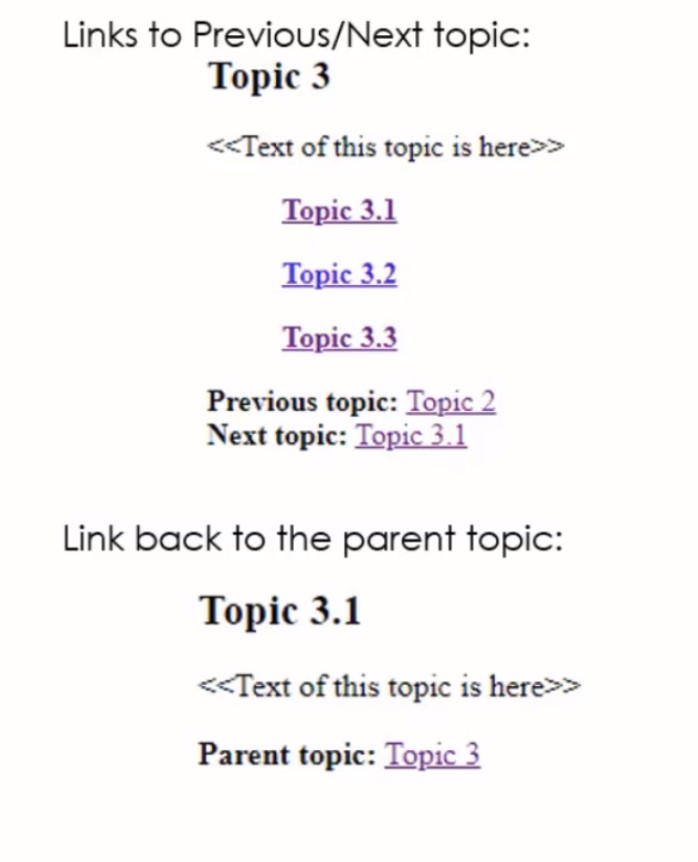 Links to Previous/Next topic:
Topic 3
<<Text of this topic is here>>
Topic 3.1
Topic 3.2
Topic 3.3
Previous topic: Topic 2
Next topic: Topic 3.1
Link back to the parent topic:
Topic 3.1
<<Text of this topic is here>>
Parent topic: Topic 3